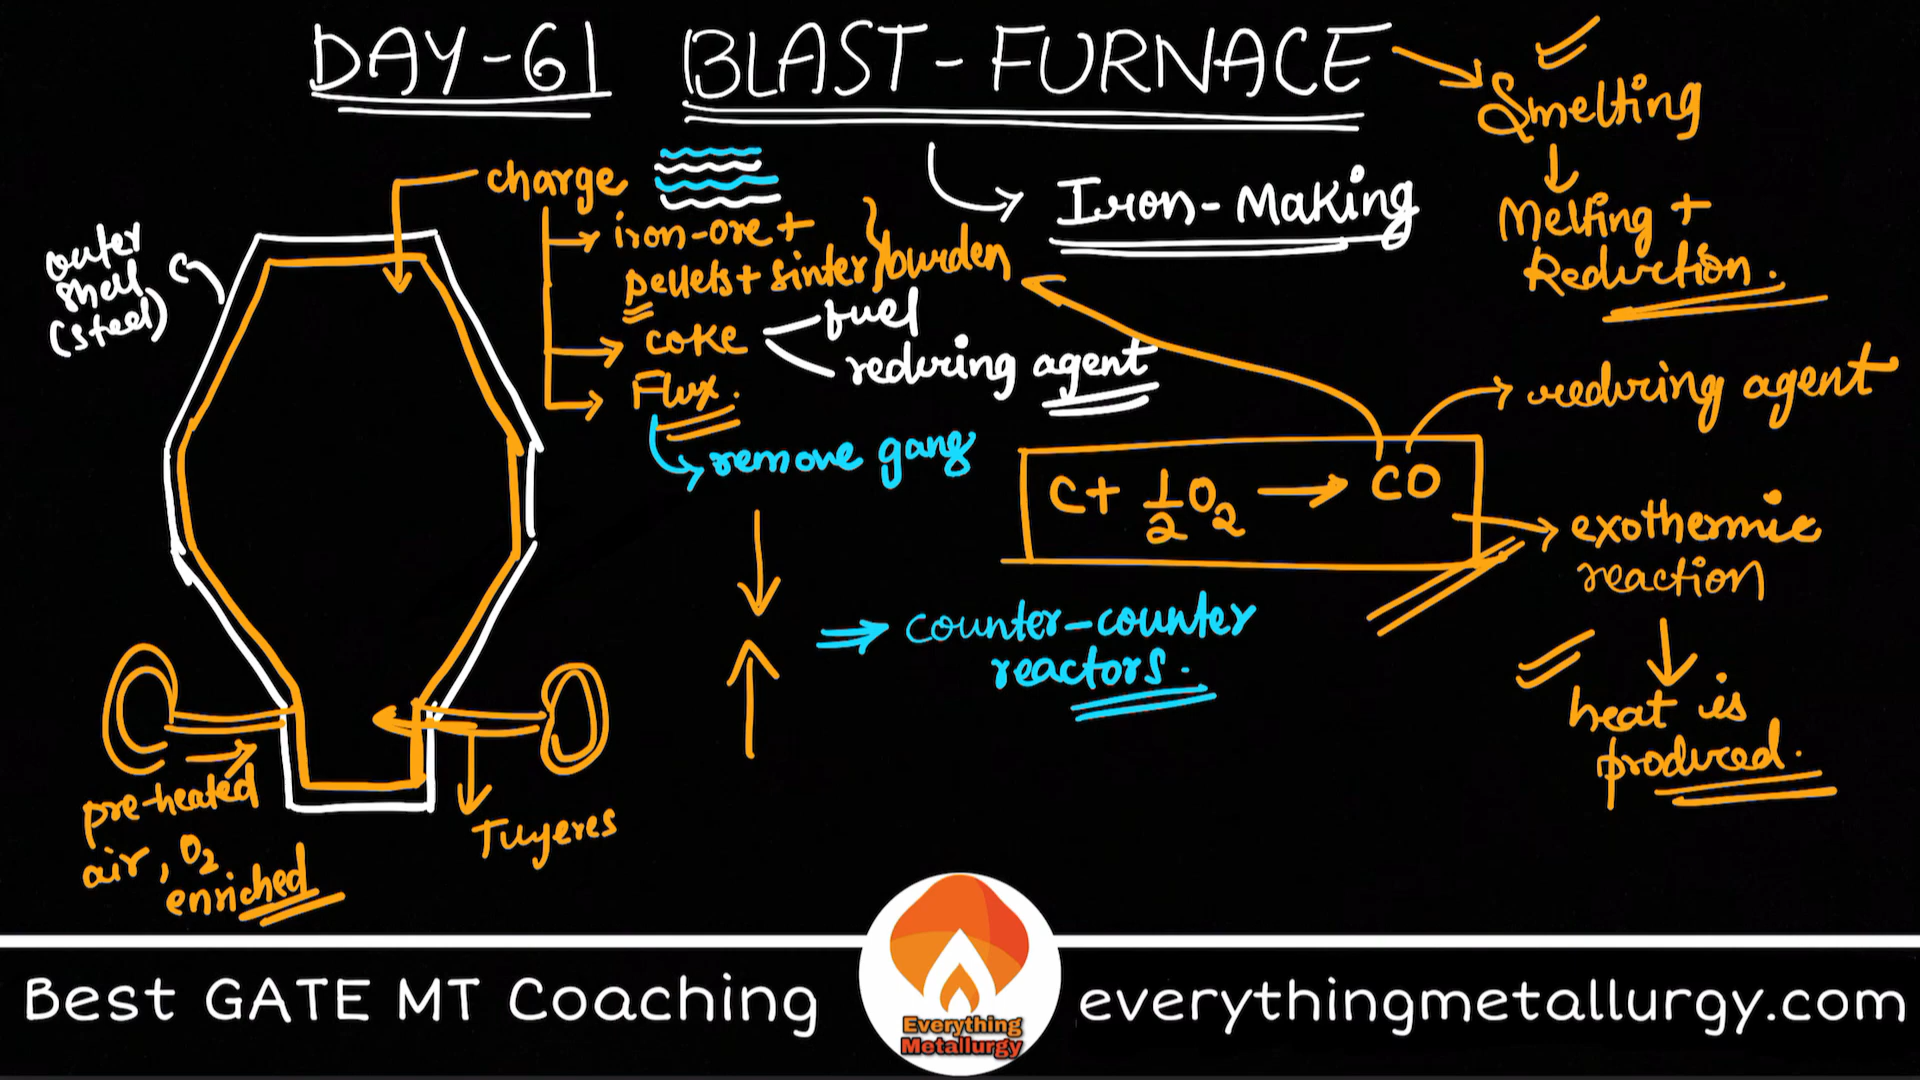 DAY-61 BLAST-FURNACE
Smelting
Melting +
Reduction.
Iron-Making
charge
iron-ore +
pellets + sinter } burden
coke
fuel
reducing agent
Flux.
remove gang
outer
shell
(steel)
C + 1/2 O2 → CO
reducing agent
exothermic
reaction
heat is
produced.
⇒ counter-counter
reactors.
pre-heated
air, O2
enriched
Tuyeres
Best GATE MT Coaching
Everything
Metallurgy
everythingmetallurgy.com